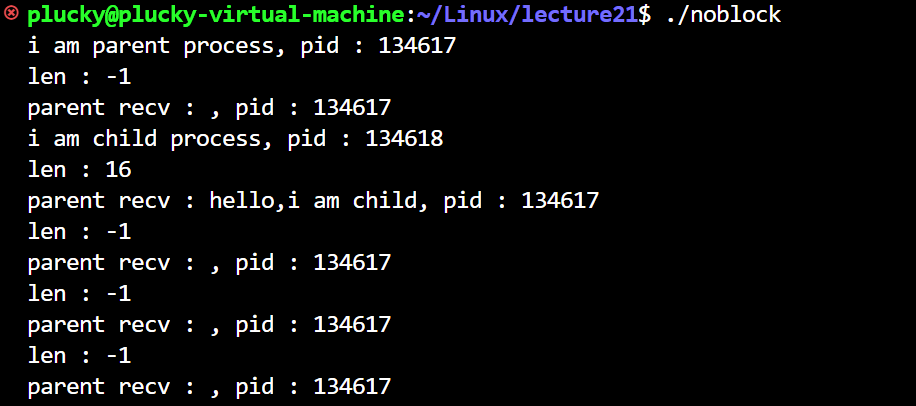 plucky@plucky-virtual-machine:~/Linux/lecture21$ ./noblock
i am parent process, pid : 134617
len : -1
parent recv : , pid : 134617
i am child process, pid : 134618
len : 16
parent recv : hello,i am child, pid : 134617
len : -1
parent recv : , pid : 134617
len : -1
parent recv : , pid : 134617
len : -1
parent recv : , pid : 134617